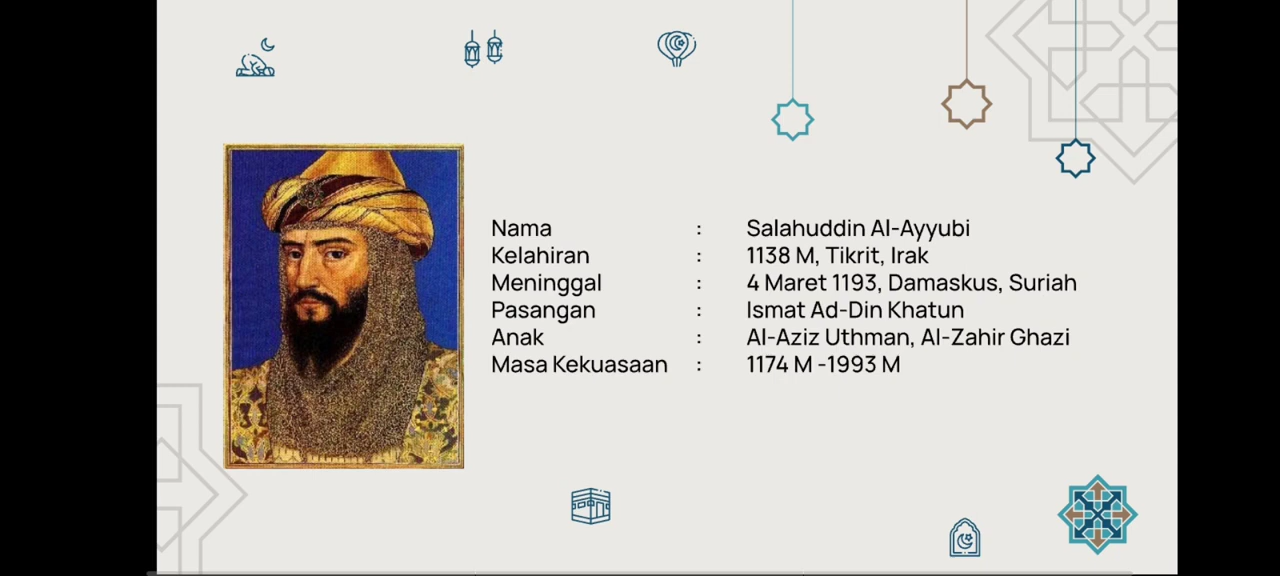 Nama : Salahuddin Al-Ayyubi
Kelahiran : 1138 M, Tikrit, Irak
Meninggal : 4 Maret 1193, Damaskus, Suriah
Pasangan : Ismat Ad-Din Khatun
Anak : Al-Aziz Uthman, Al-Zahir Ghazi
Masa Kekuasaan : 1174 M -1993 M